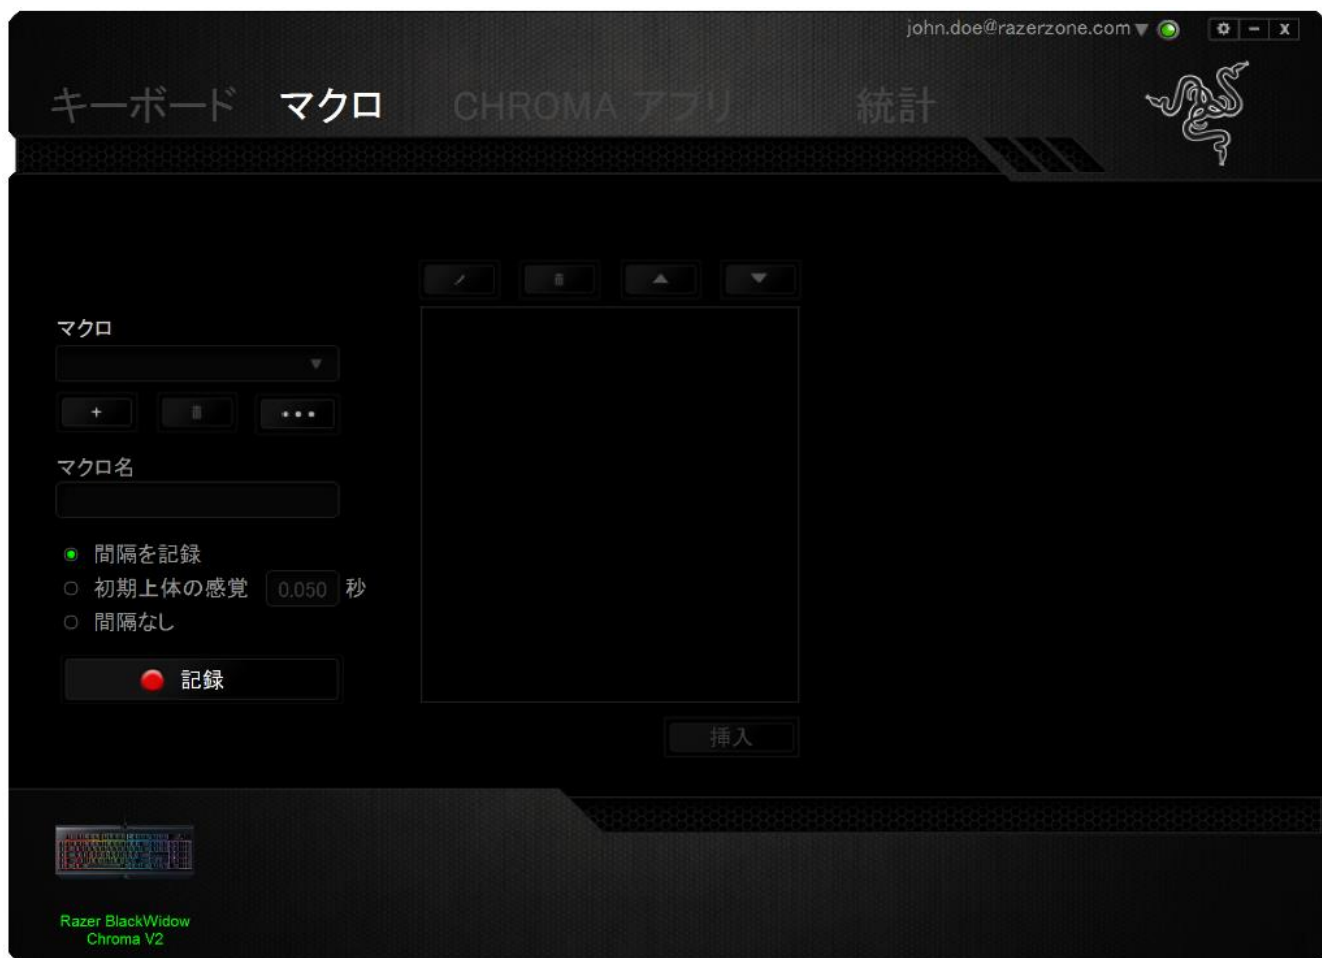 john.doe@razerzone.com
キーボード マクロ CHROMA アプリ 統計
マクロ
マクロ名
間隔を記録
初期上体の感覚 0.050 秒
間隔なし
記録
挿入
Razer BlackWidow
Chroma V2